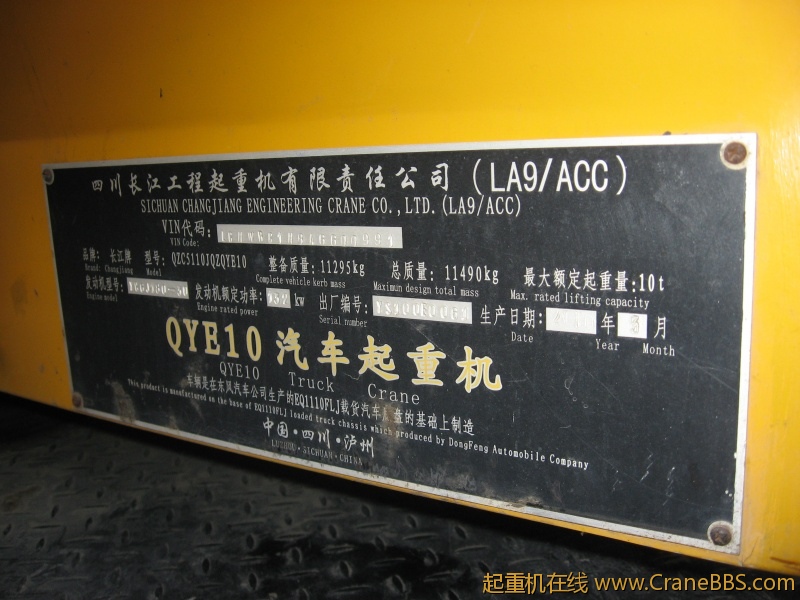 四川长江工程起重机有限责任公司(LA9/ACC)
SICHUAN CHANGJIANG ENGINEERING CRANE CO.,LTD.(LA9/ACC)
VIN代码:
VIN Code:
品牌: 长江牌 型号: QZC5110JQZQYE10 整备质量: 11295kg 总质量: 11490kg 最大额定起重量:10t
Brand: Changjiang Model Complete vehicle kerb mass Maximum design total mass Max. rated lifting capacity
发动机型号: 发动机额定功率: kw 出厂编号: 生产日期: 年 月
Engine model Engine rated power Serial number Date Year Month
QYE10 汽车起重机
QYE10 Truck Crane
车辆是在东风汽车公司生产的EQ1110FLJ载货汽车底盘的基础上制造
This product is manufactured on the base of EQ1110FLJ loaded truck chassis which produced by DongFeng Automobile Company
中国·四川·泸州
LUZHOU·SICHUAN·CHINA
起重机在线 www.CraneBBS.com